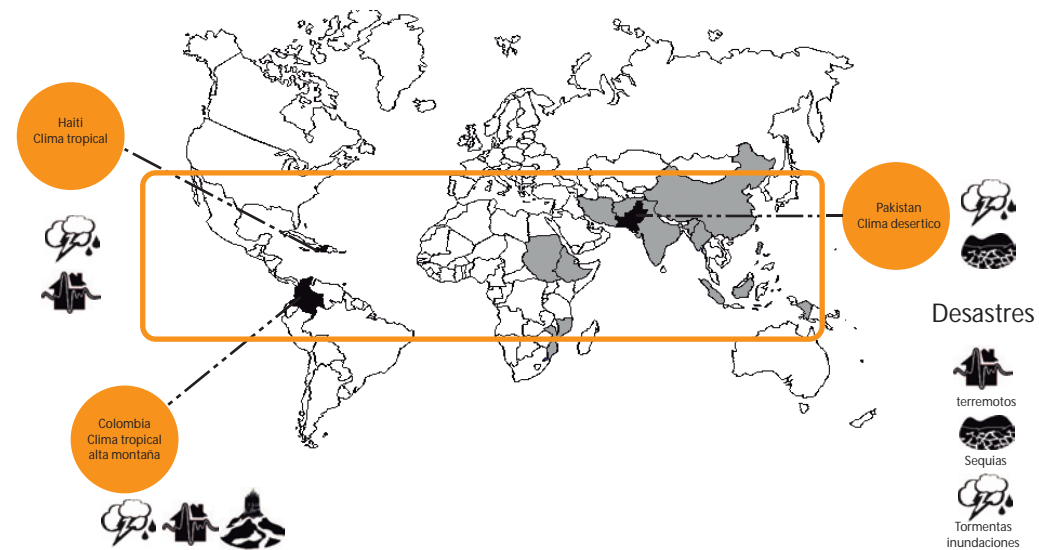 Haiti
Clima tropical
Pakistan
Clima desertico
Desastres
terremotos
Sequias
Tormentas
inundaciones
Colombia
Clima tropical
alta montaña